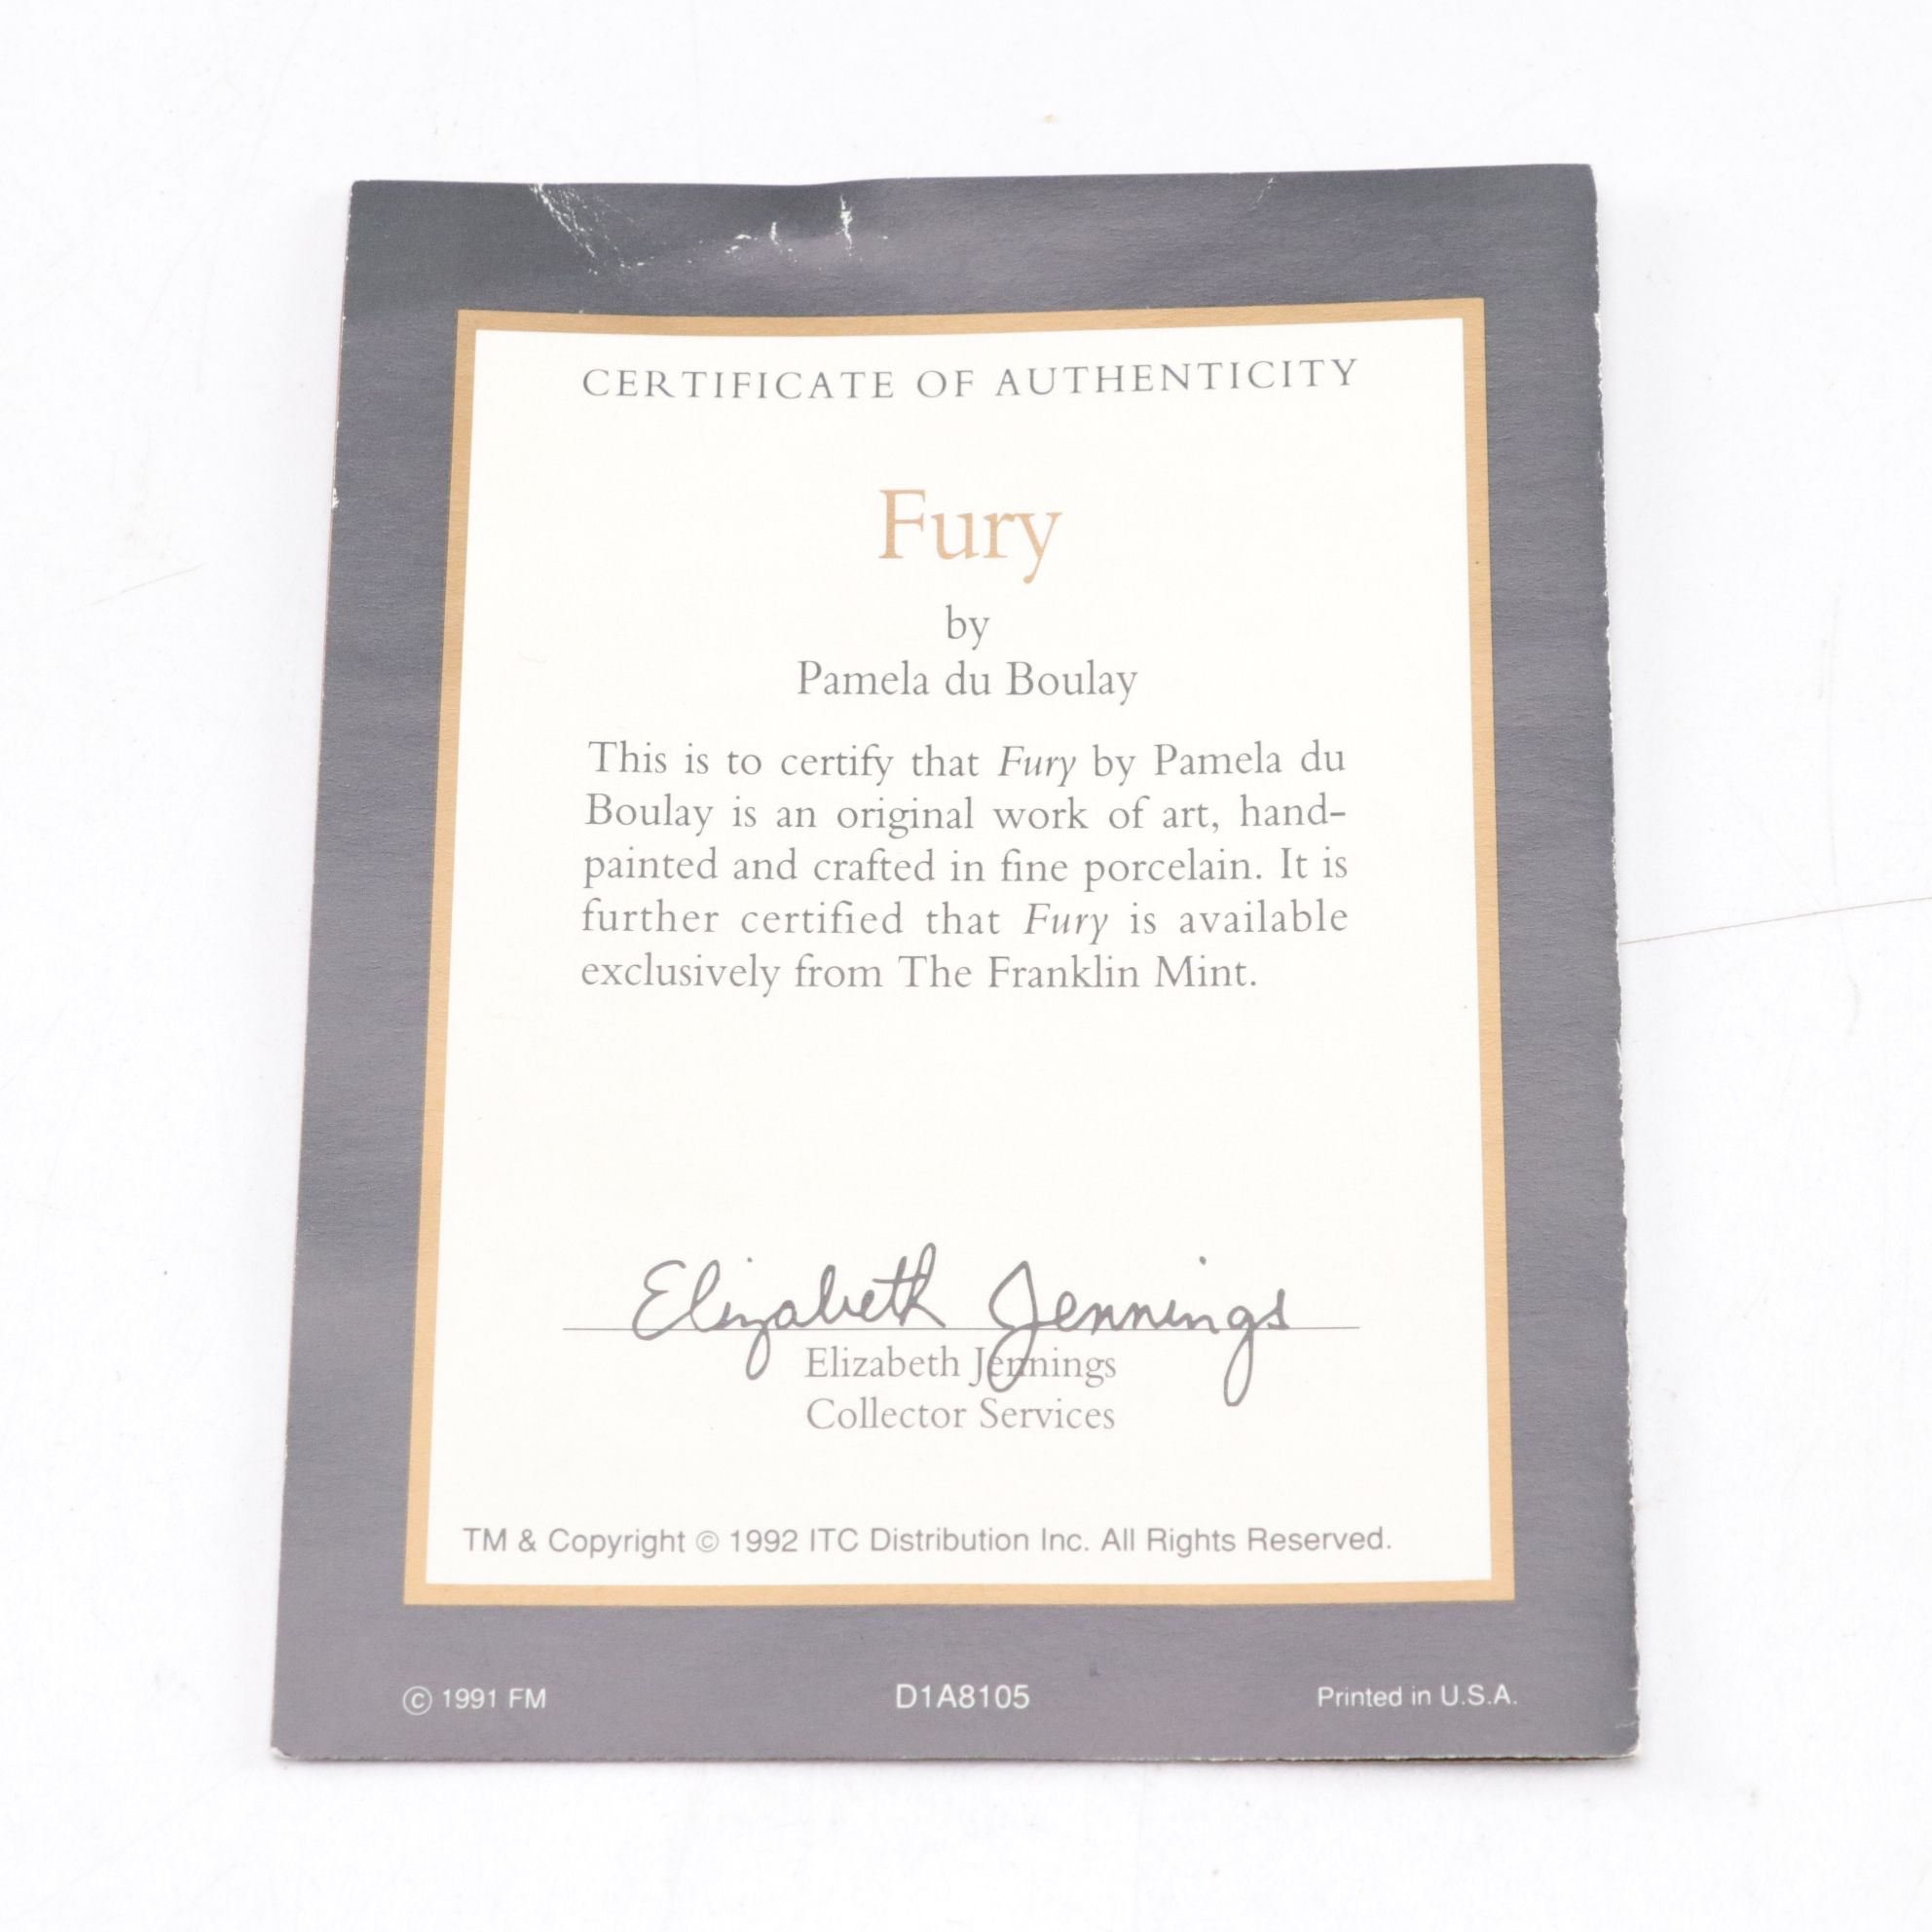 CERTIFICATE OF AUTHENTICITY
Fury
by
Pamela du Boulay
This is to certify that Fury by Pamela du
Boulay is an original work of art, hand-
painted and crafted in fine porcelain. It is
further certified that Fury is available
exclusively from The Franklin Mint.
Elizabeth Jennings
Elizabeth Jennings
Collector Services
TM & Copyright © 1992 ITC Distribution Inc. All Rights Reserved.
© 1991 FM D1A8105 Printed in U.S.A.